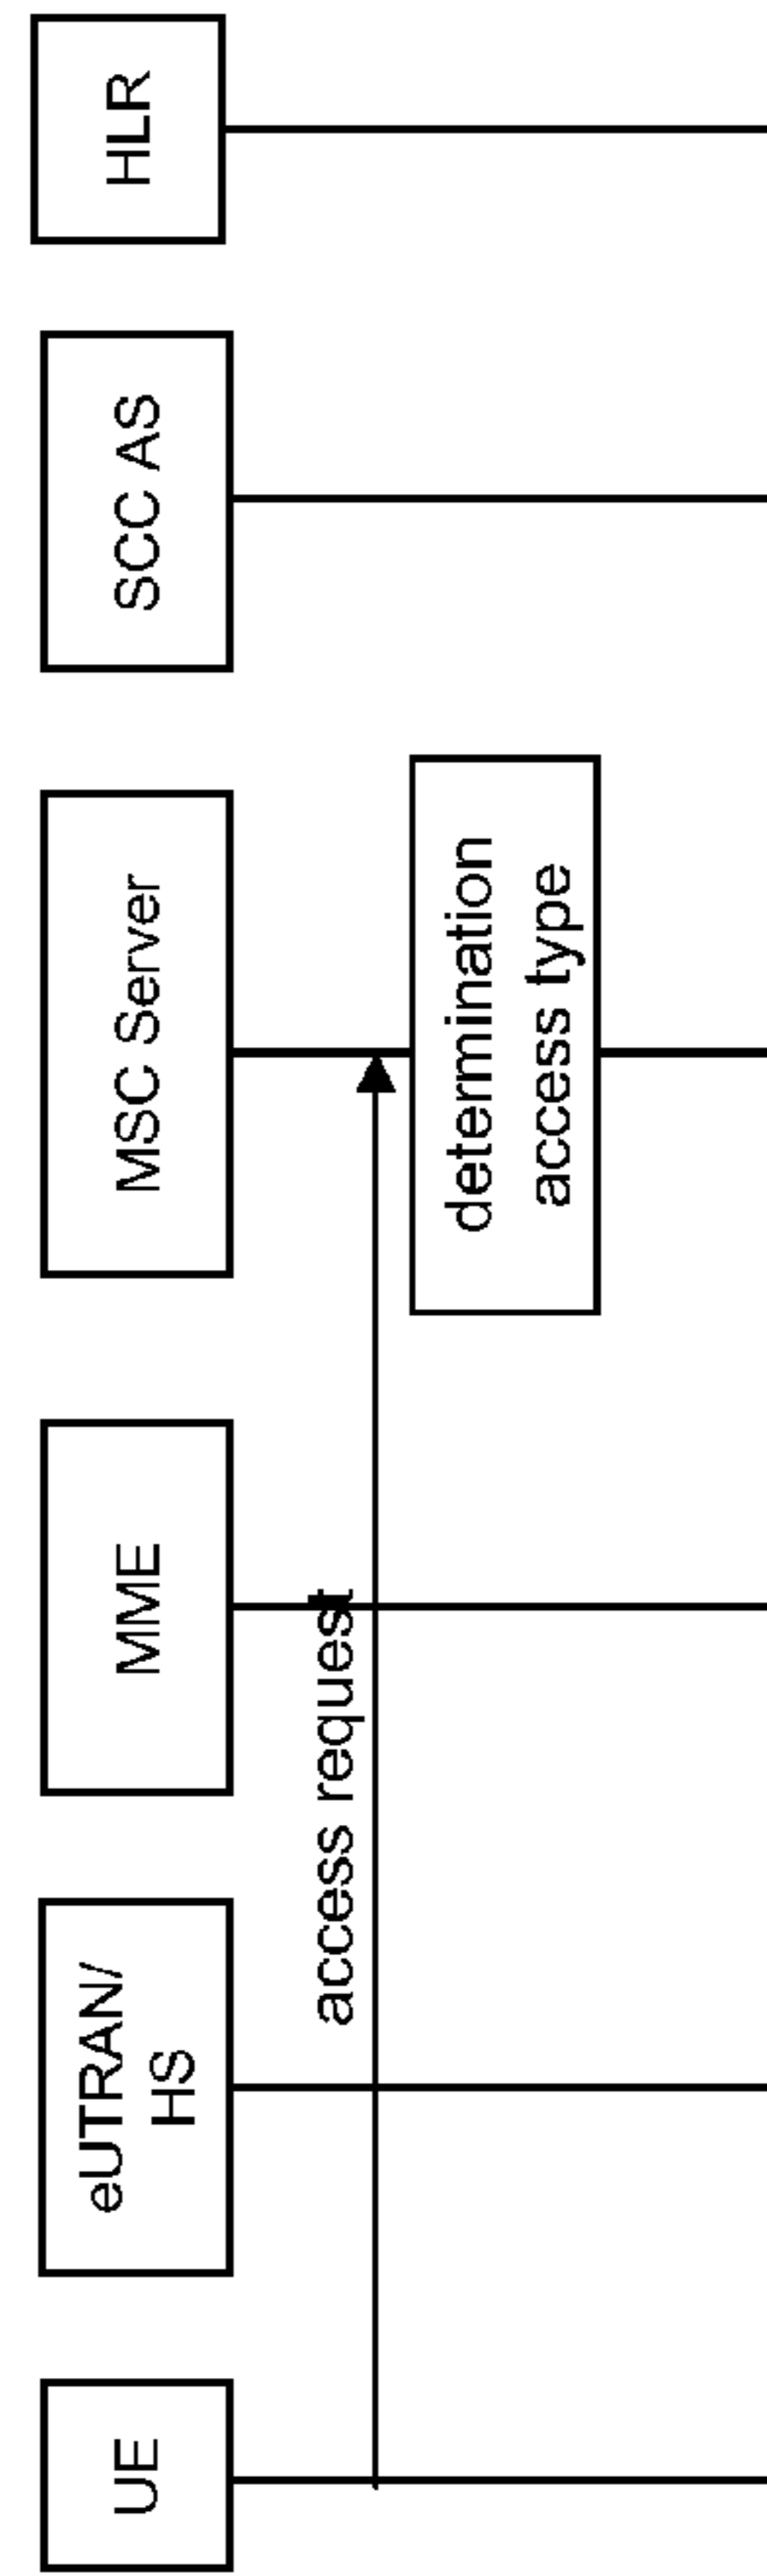 UE
eUTRAN/
HS
MME
MSC Server
SCC AS
HLR
access request
determination
access type